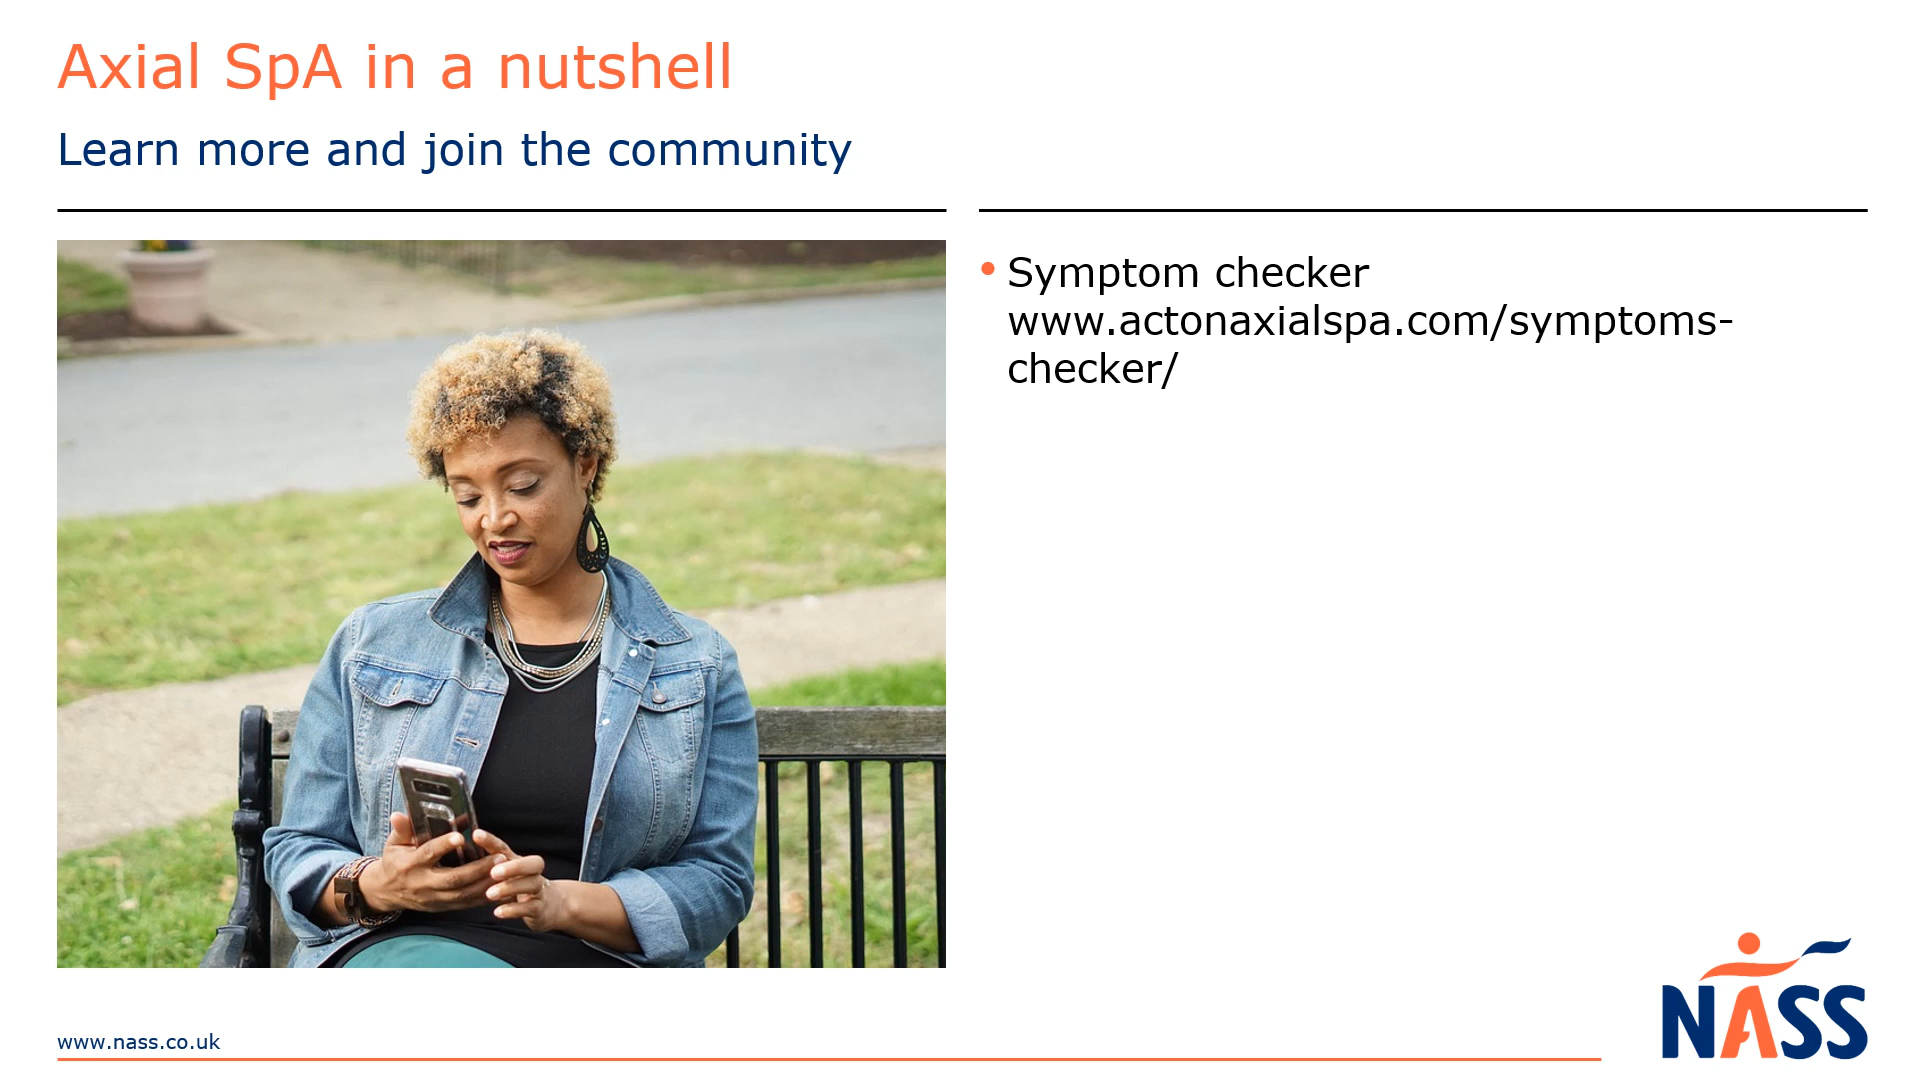 Axial SpA in a nutshell
Learn more and join the community
• Symptom checker
www.actonaxialspa.com/symptoms-
checker/
www.nass.co.uk
NASS